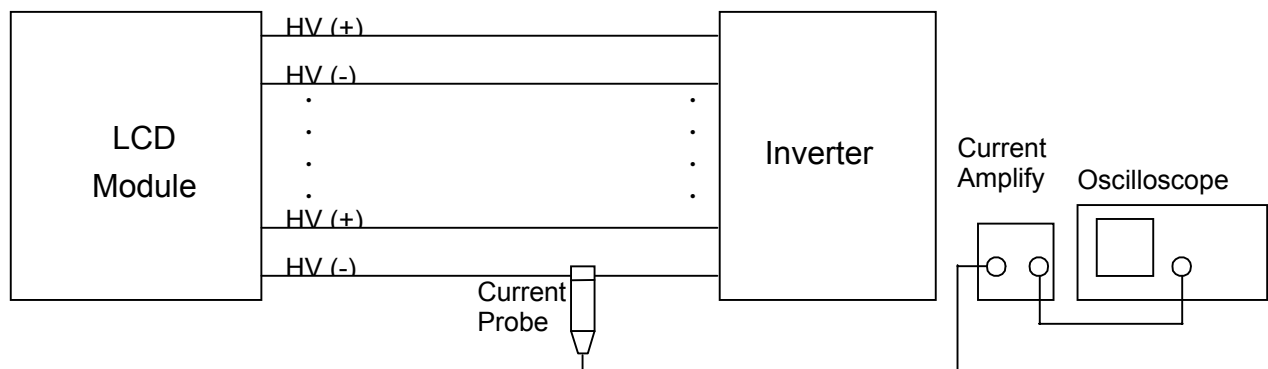 HV (+)
HV (-)
LCD
Module
Inverter
HV (+)
HV (-)
Current
Probe
Current
Amplify
Oscilloscope